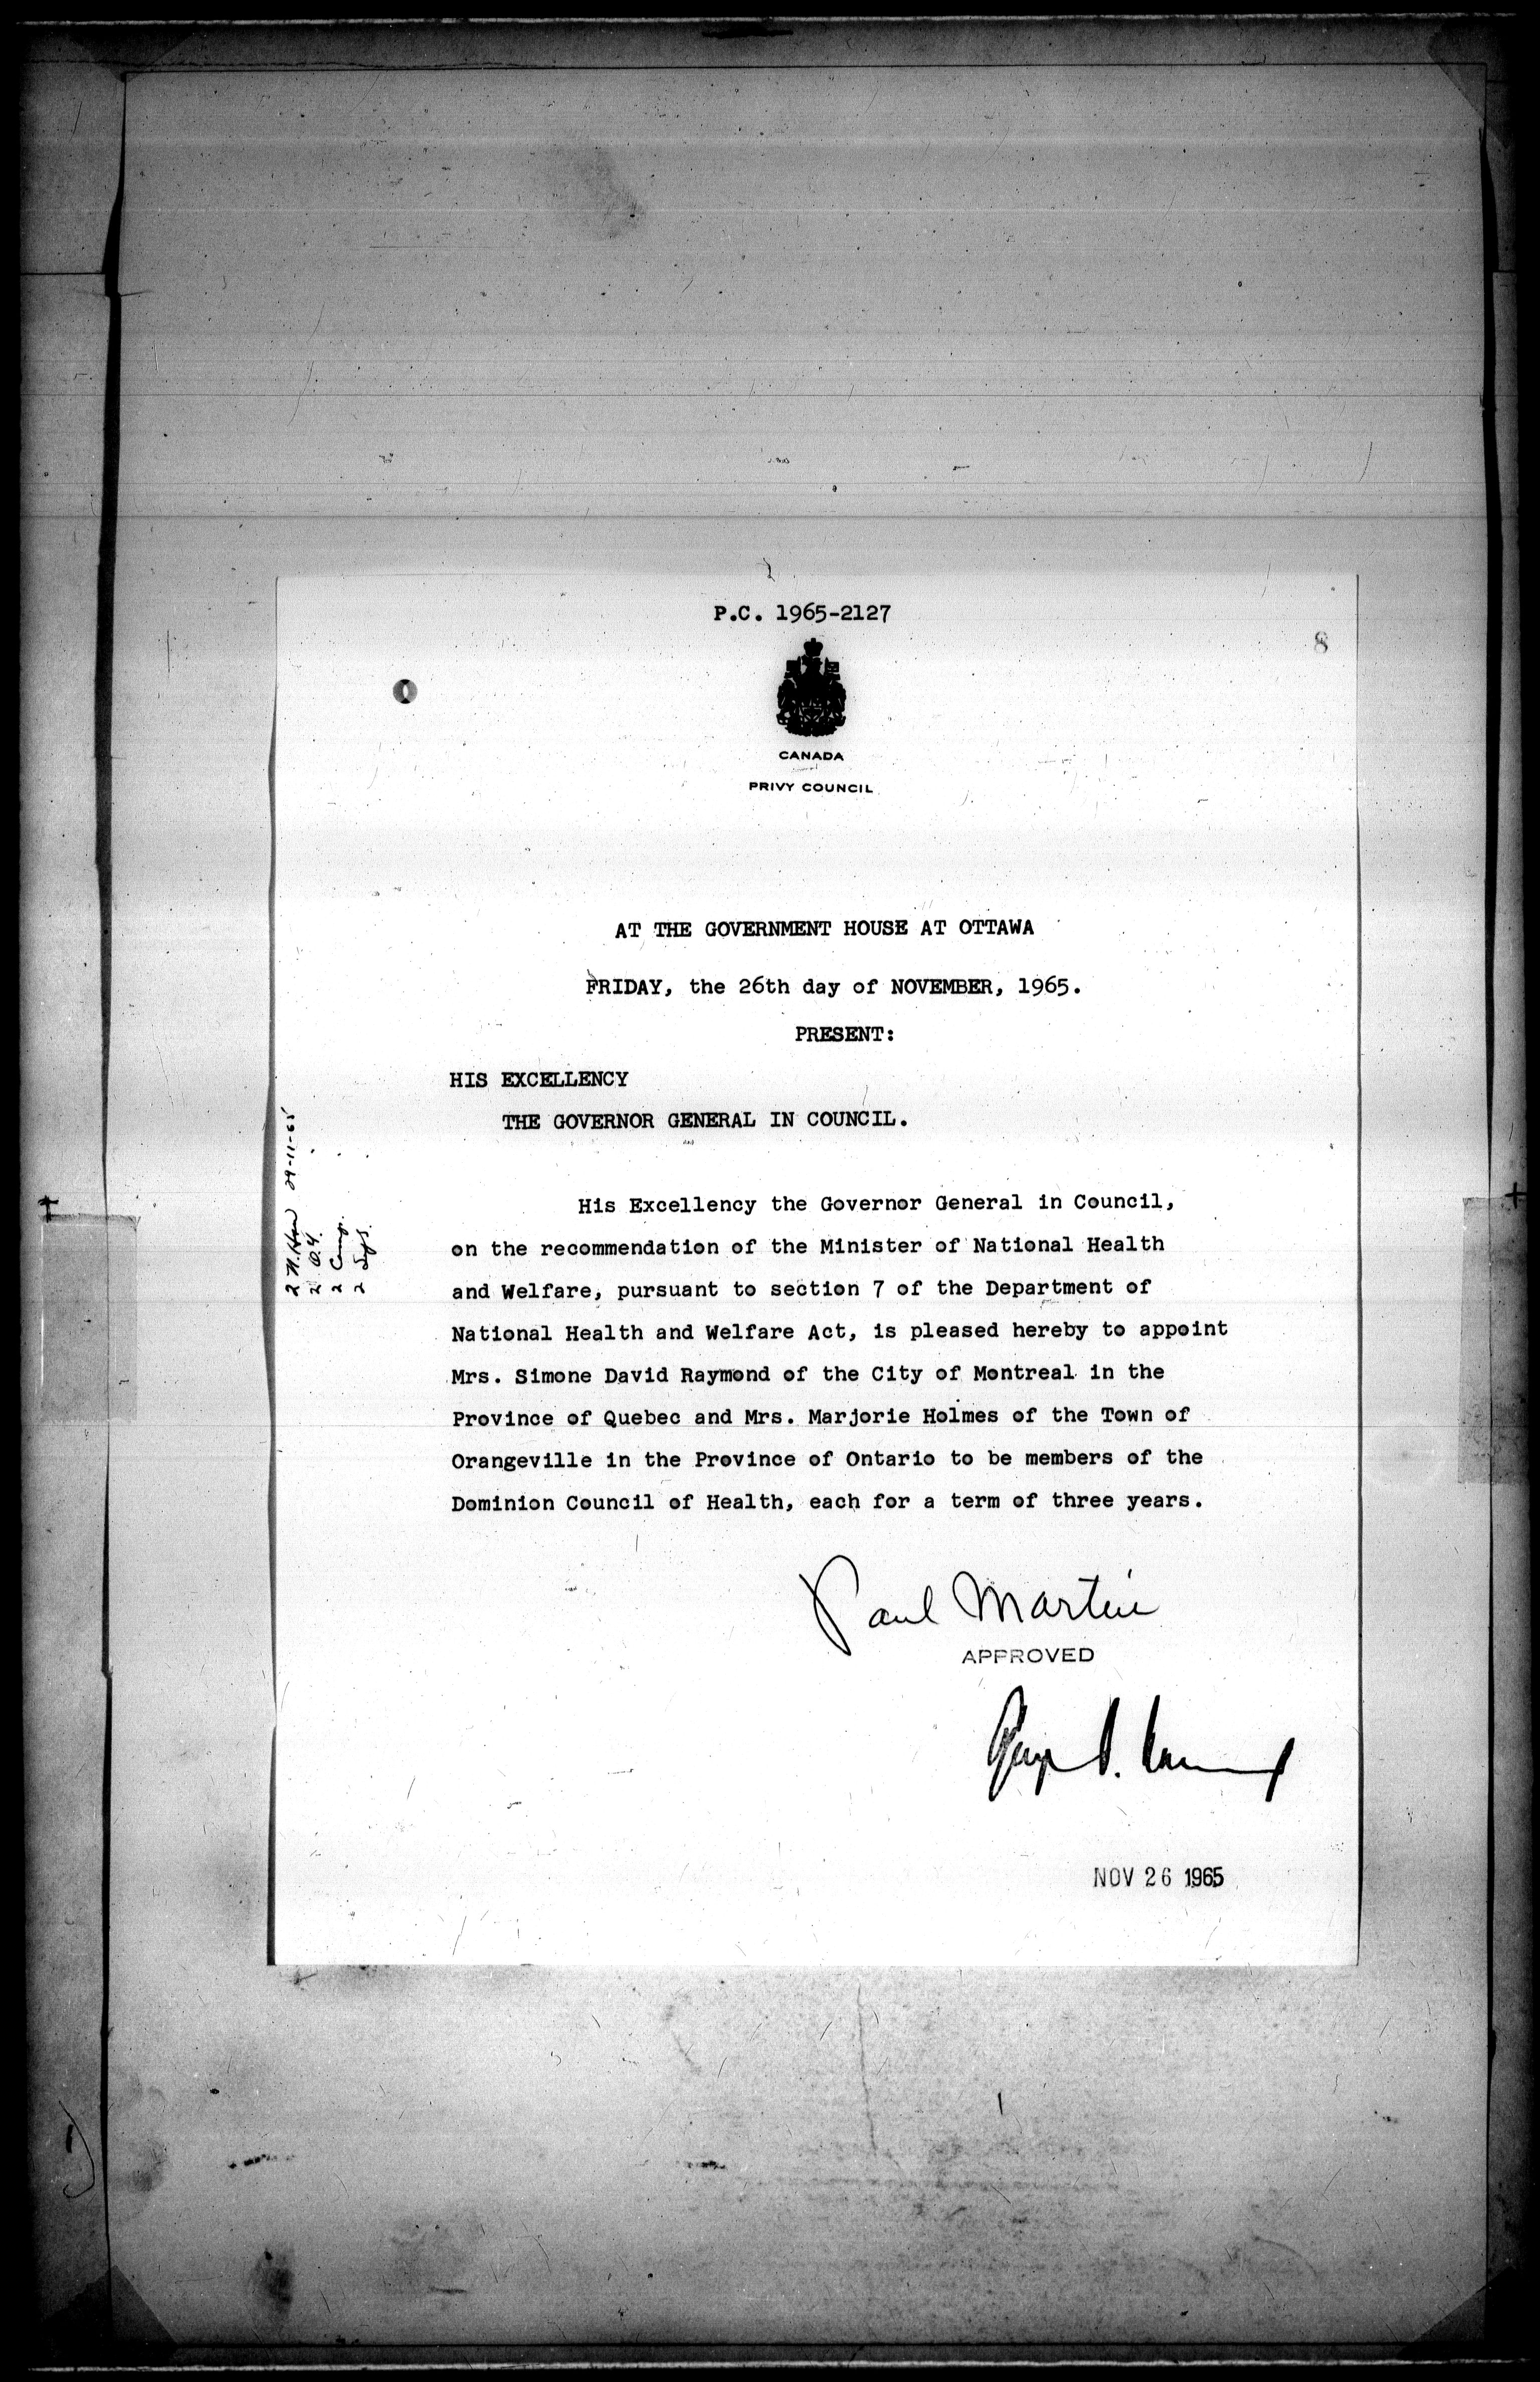 P.C. 1965-2127
8
CANADA
PRIVY COUNCIL
AT THE GOVERNMENT HOUSE AT OTTAWA
FRIDAY, the 26th day of NOVEMBER, 1965.
PRESENT:
HIS EXCELLENCY
THE GOVERNOR GENERAL IN COUNCIL.
29-11-65
His Excellency the Governor General in Council,
on the recommendation of the Minister of National Health
and Welfare, pursuant to section 7 of the Department of
National Health and Welfare Act, is pleased hereby to appoint
Mrs. Simone David Raymond of the City of Montreal in the
Province of Quebec and Mrs. Marjorie Holmes of the Town of
Orangeville in the Province of Ontario to be members of the
Dominion Council of Health, each for a term of three years.
Paul Martin
APPROVED
NOV 26 1965